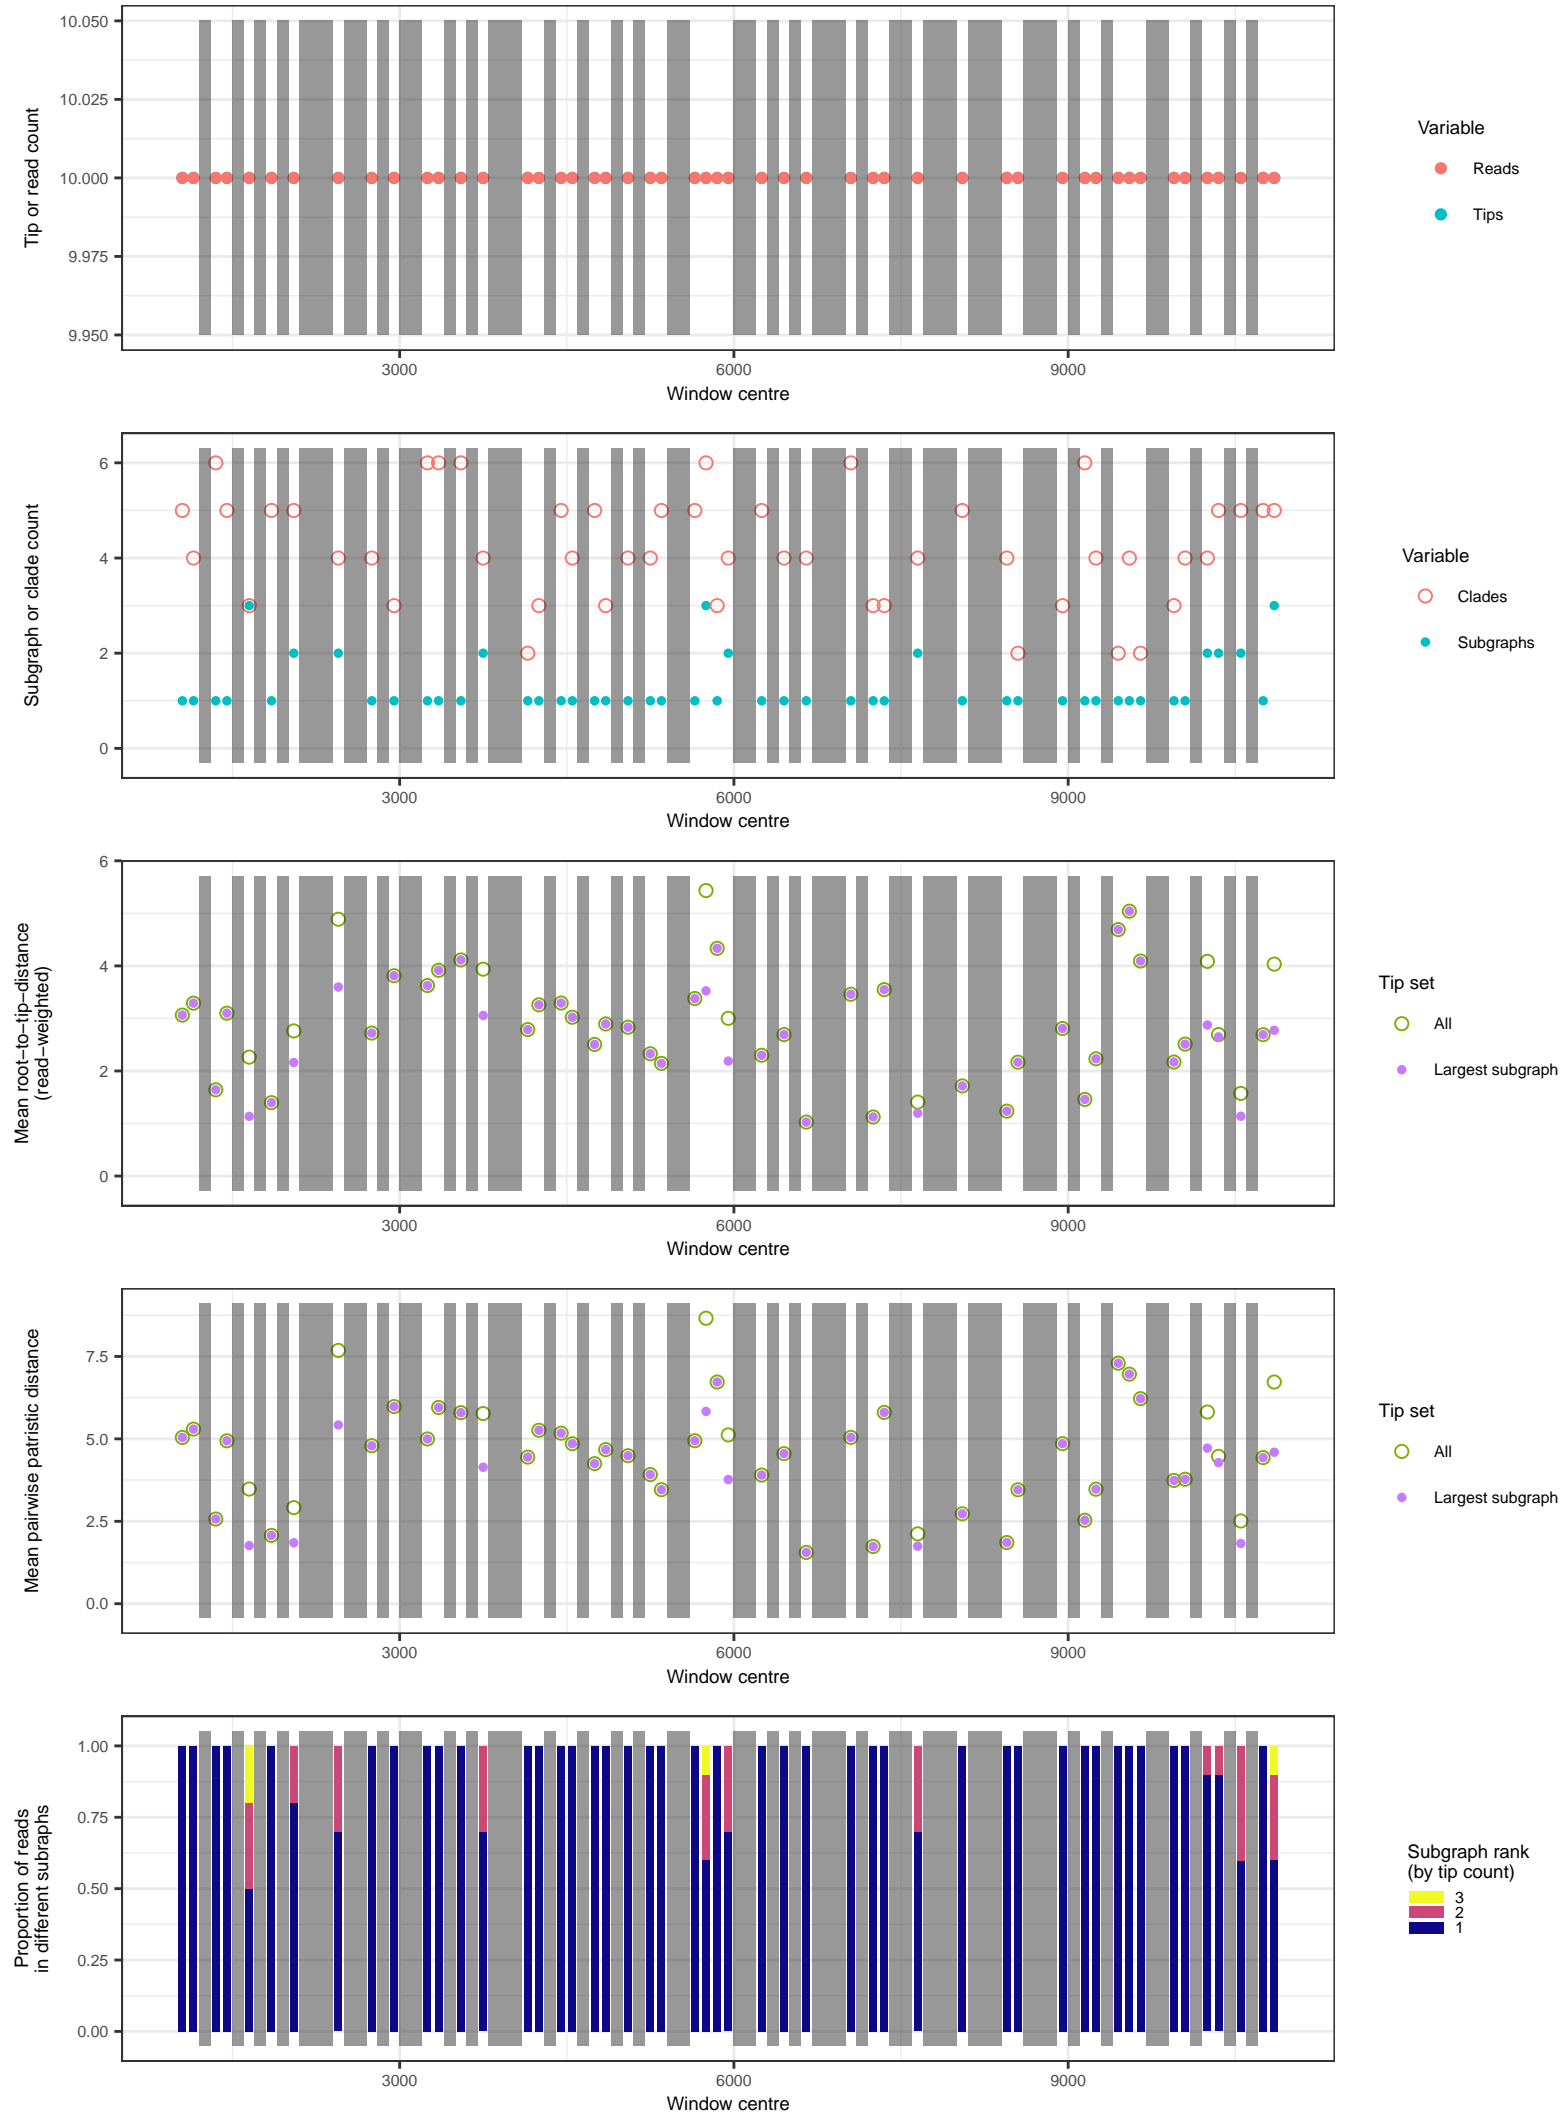 10.050
10.025
10.000
9.975
9.950
Tip or read count
3000
6000
9000
Window centre
Variable
Reads
Tips
6
4
2
0
Subgraph or clade count
3000
6000
9000
Window centre
Variable
Clades
Subgraphs
6
4
2
0
Mean root−to−tip−distance
(read−weighted)
3000
6000
9000
Window centre
Tip set
All
Largest subgraph
7.5
5.0
2.5
0.0
Mean pairwise patristic distance
3000
6000
9000
Window centre
Tip set
All
Largest subgraph
1.00
0.75
0.50
0.25
0.00
Proportion of reads
in different subraphs
3000
6000
9000
Window centre
Subgraph rank
(by tip count)
3
2
1